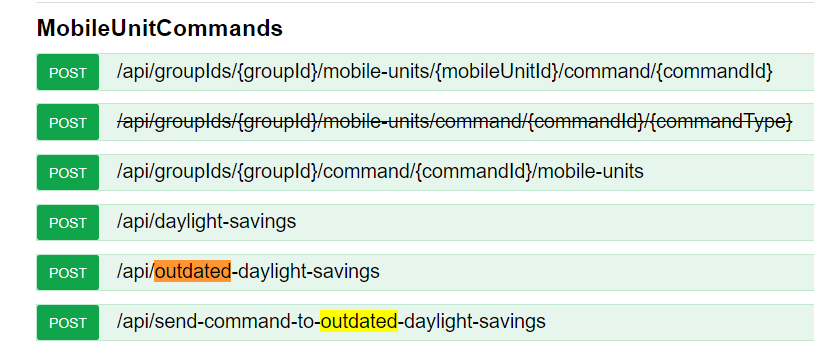 MobileUnitCommands
POST /api/groupIds/{groupId}/mobile-units/{mobileUnitId}/command/{commandId}
POST /api/groupIds/{groupId}/mobile-units/command/{commandId}/{commandType}
POST /api/groupIds/{groupId}/command/{commandId}/mobile-units
POST /api/daylight-savings
POST /api/outdated-daylight-savings
POST /api/send-command-to-outdated-daylight-savings